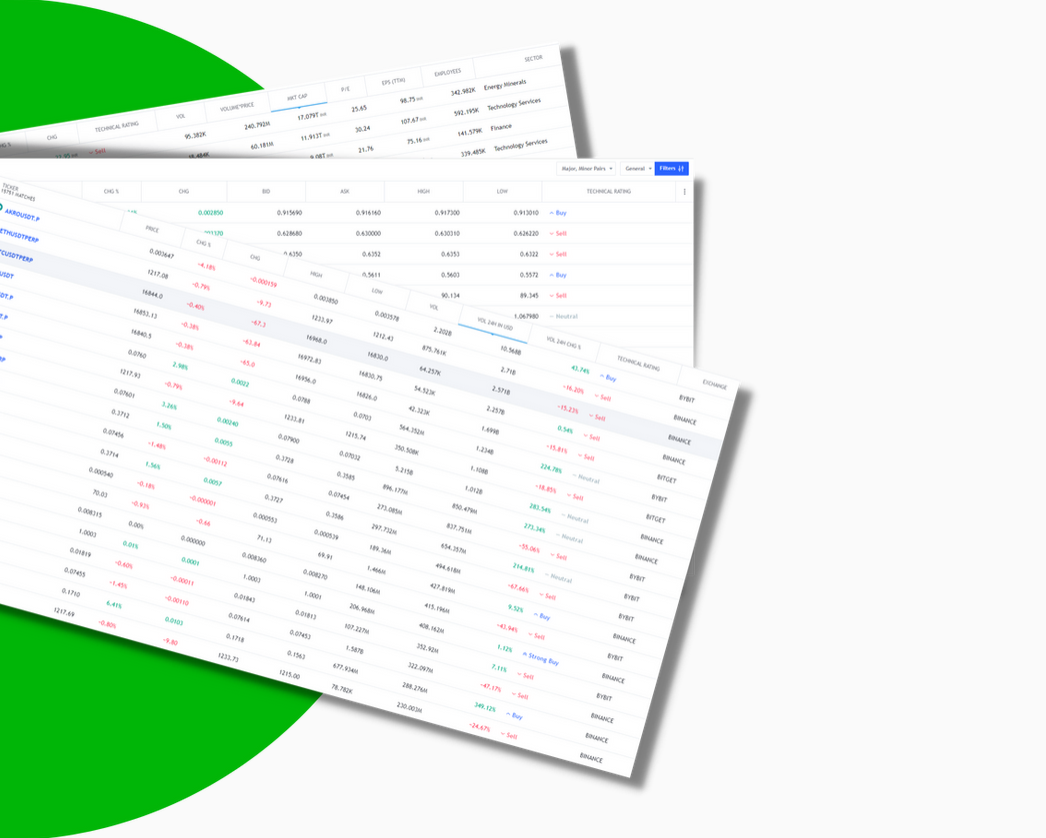 CHG TECHNICAL RATING VOL VOLUME*PRICE MKT CAP P/E EPS (TTM) EMPLOYEES SECTOR
Sell 95.382K 240.792M 17.079T INR 25.65 98.75 INR 342.982K Energy Minerals
60.181M 11.913T INR 30.24 107.67 INR 592.195K Technology Services
21.76 75.16 INR 141.579K Finance
339.485K Technology Services
Major, Minor Pairs General Filters
CHG % CHG BID ASK HIGH LOW TECHNICAL RATING
0.002850 0.915690 0.916160 0.917300 0.913010 Buy
0.628680 0.630000 0.630310 0.626220 Sell
0.6350 0.6352 0.6353 0.6322 Sell
0.5611 0.5603 0.5572 Buy
90.134 89.345 Sell
1.067980 Neutral
TICKER PRICE CHG % CHG HIGH LOW VOL VOL 24H IN USD VOL 24H CHG % TECHNICAL RATING EXCHANGE
MATCHES
AKROUSDT.P 0.003647 −4.18% −0.000159 0.003850 0.003578 2.202B 10.568B 43.74% Buy BYBIT
ETHUSDTPERP 1217.08 −0.79% −9.73 1233.97 1212.43 875.761K 2.71B −16.20% Sell BINANCE
TCUSDTPERP 16844.0 −0.40% −67.3 16968.0 16830.0 64.257K 2.571B −15.23% Sell BINANCE
USDT 16853.13 −0.38% −63.84 16972.83 16830.75 54.523K 2.257B 0.54% Sell BINANCE
DT.P 16840.5 −0.38% −65.0 16956.0 16826.0 42.323K 1.699B −15.81% Sell BITGET
T.P 0.0760 2.98% 0.0022 0.0788 0.0703 564.352M 1.234B 224.78% Neutral BYBIT
1217.93 −0.79% −9.64 1233.81 1215.74 350.508K 1.108B −18.85% Sell BITGET
RP 0.07601 3.26% 0.00240 0.07900 0.07032 5.215B 1.012B 283.54% Neutral BINANCE
0.3712 1.50% 0.0055 0.3728 0.3585 896.177M 850.479M 273.34% Neutral BINANCE
0.07456 −1.48% −0.00112 0.07616 0.07454 273.085M 837.751M −55.06% Sell BYBIT
0.3714 1.56% 0.0057 0.3727 0.3586 297.732M 654.357M 214.81% Neutral BYBIT
0.000540 −0.18% −0.000001 0.000553 0.000539 189.36M 494.618M −67.66% Sell BYBIT
70.03 −0.93% −0.66 71.13 69.91 1.466M 427.819M 9.52% Buy BINANCE
0.008315 0.00% 0.000000 0.008360 0.008270 148.106M 415.196M −43.94% Sell BYBIT
1.0003 0.01% 0.0001 1.0003 1.0001 206.968M 408.162M 1.12% Strong Buy BINANCE
0.01819 −0.60% −0.00011 0.01843 0.01813 107.227M 352.92M 7.11% Sell BYBIT
0.07455 −1.45% −0.00110 0.07614 0.07453 1.587B 322.097M −47.17% Sell BINANCE
0.1710 6.41% 0.0103 0.1718 0.1563 677.934M 288.276M 349.12% Buy BINANCE
1217.69 −0.80% −9.80 1233.73 1215.00 78.782K 230.003M −24.67% Sell BINANCE